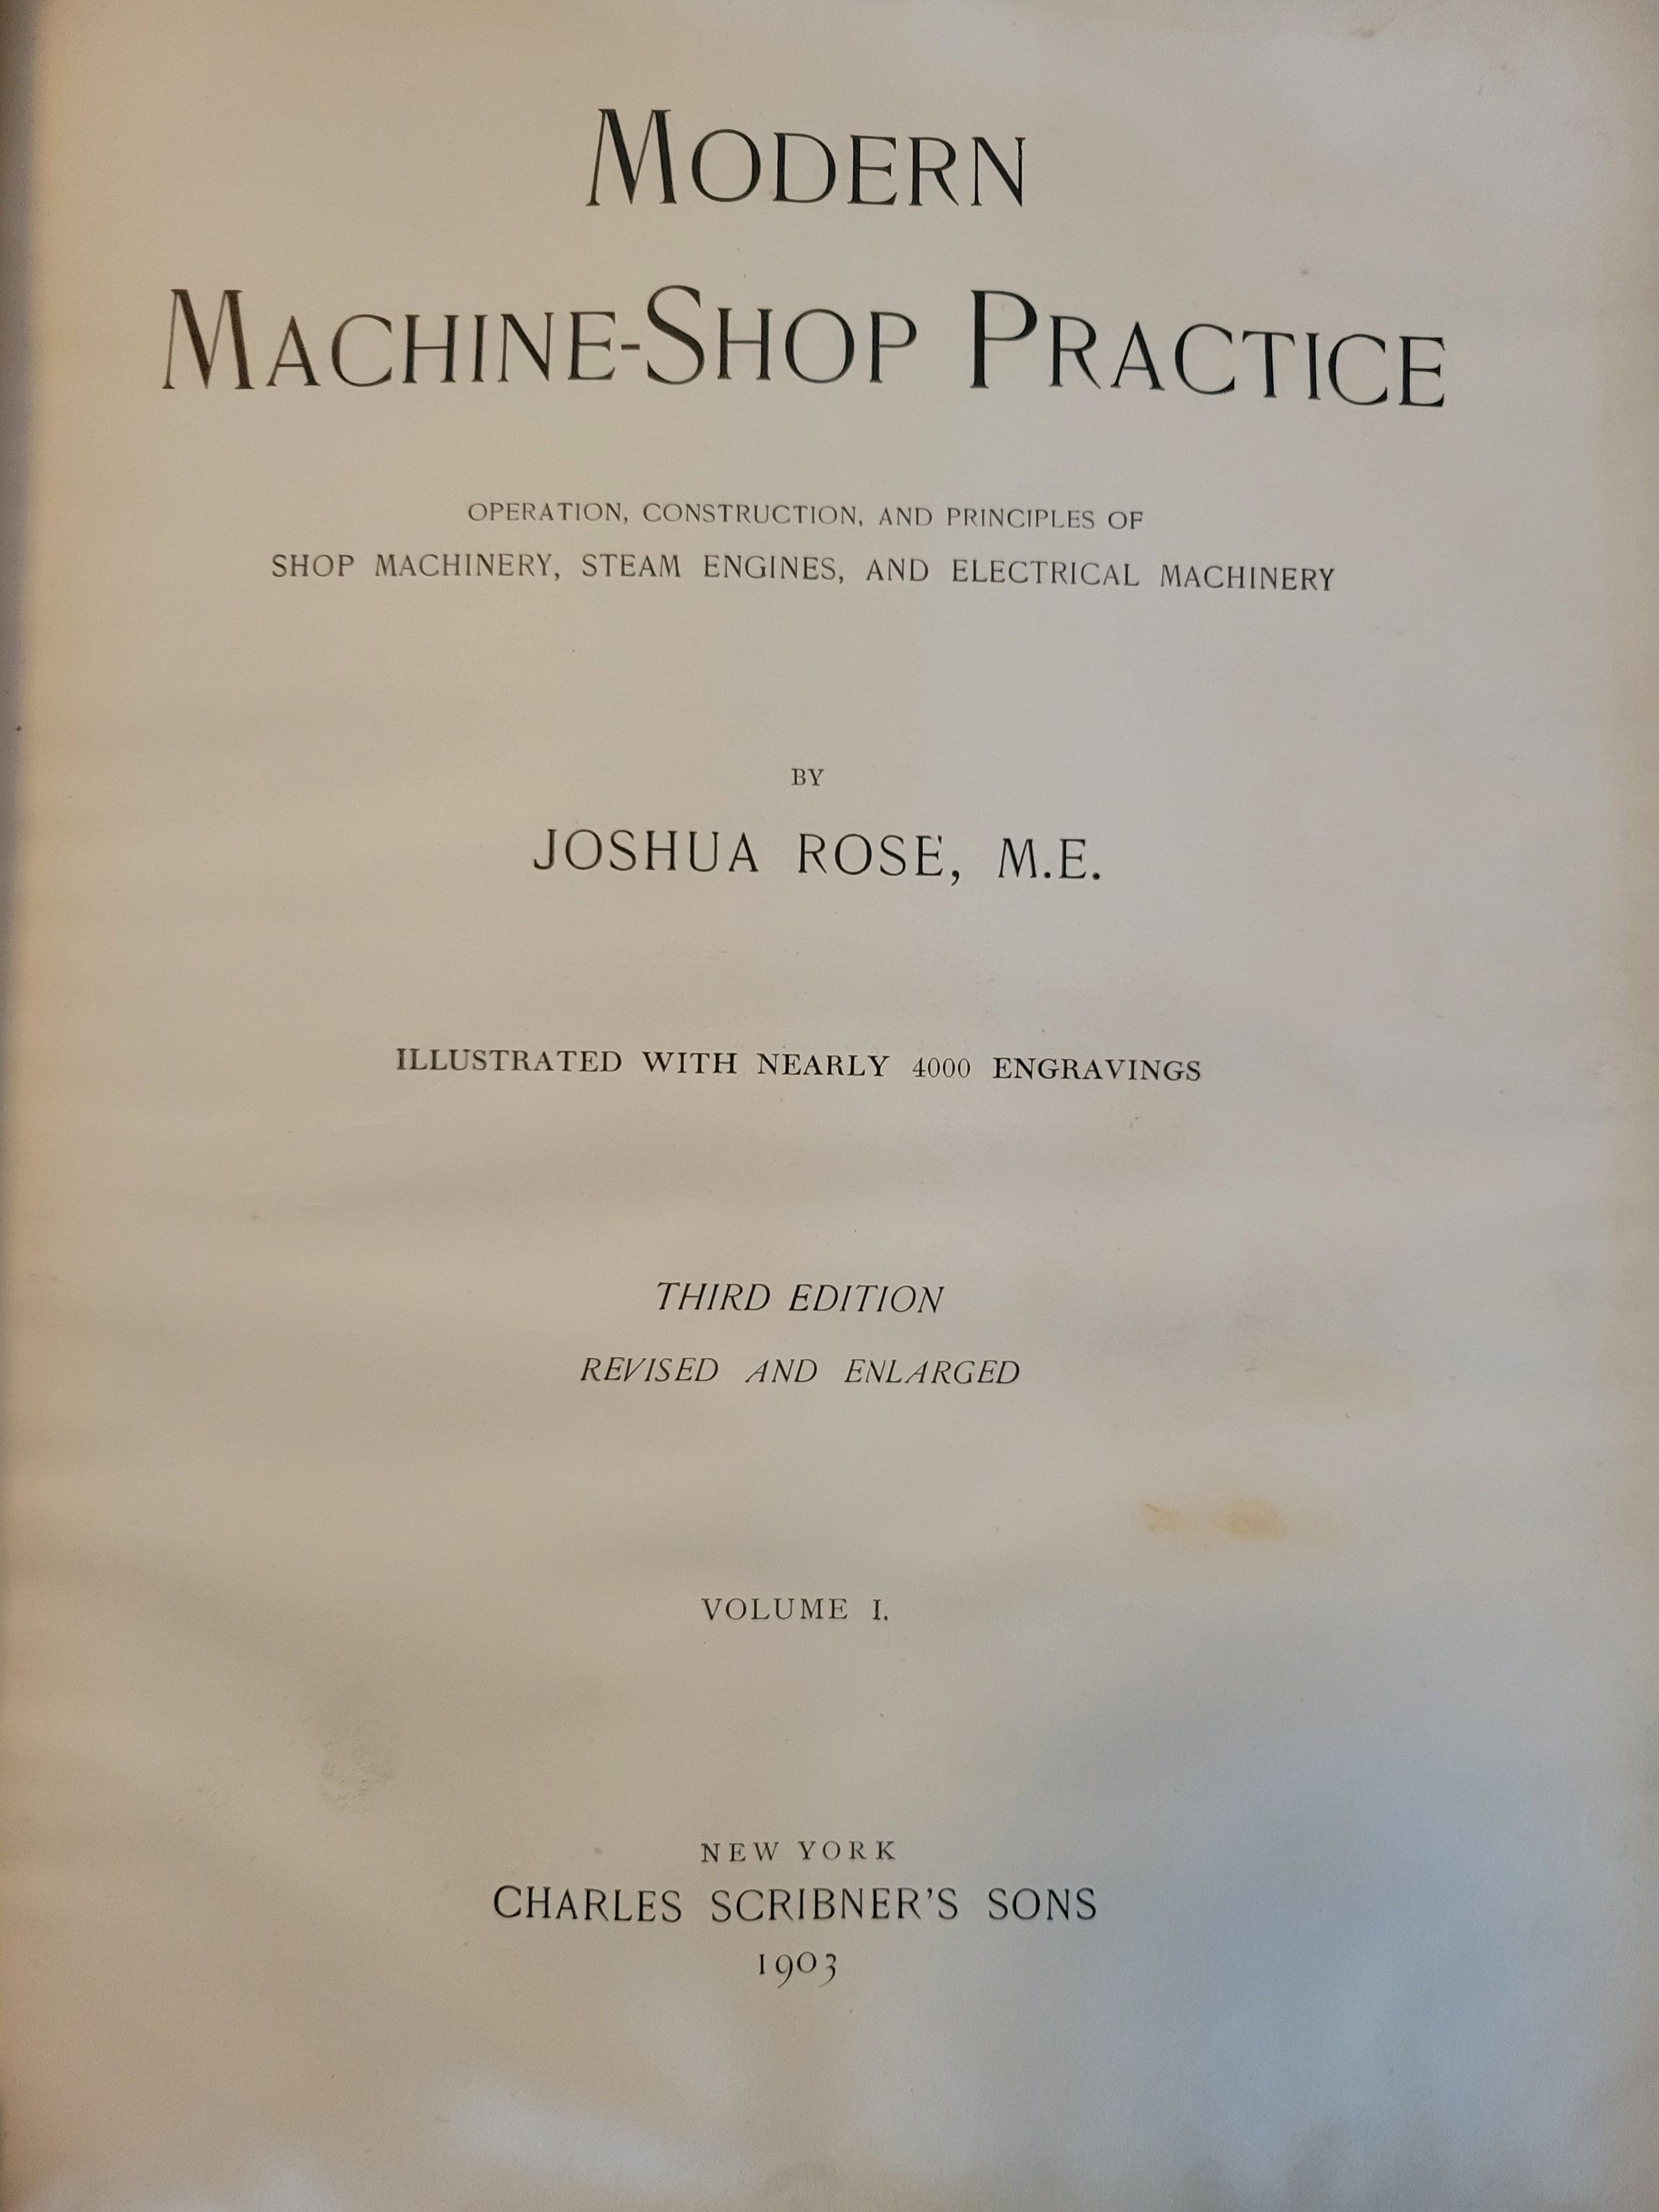 MODERN
MACHINE-SHOP PRACTICE
OPERATION, CONSTRUCTION, AND PRINCIPLES OF
SHOP MACHINERY, STEAM ENGINES, AND ELECTRICAL MACHINERY
BY
JOSHUA ROSE, M.E.
ILLUSTRATED WITH NEARLY 4000 ENGRAVINGS
THIRD EDITION
REVISED AND ENLARGED
VOLUME I.
NEW YORK
CHARLES SCRIBNER'S SONS
1903